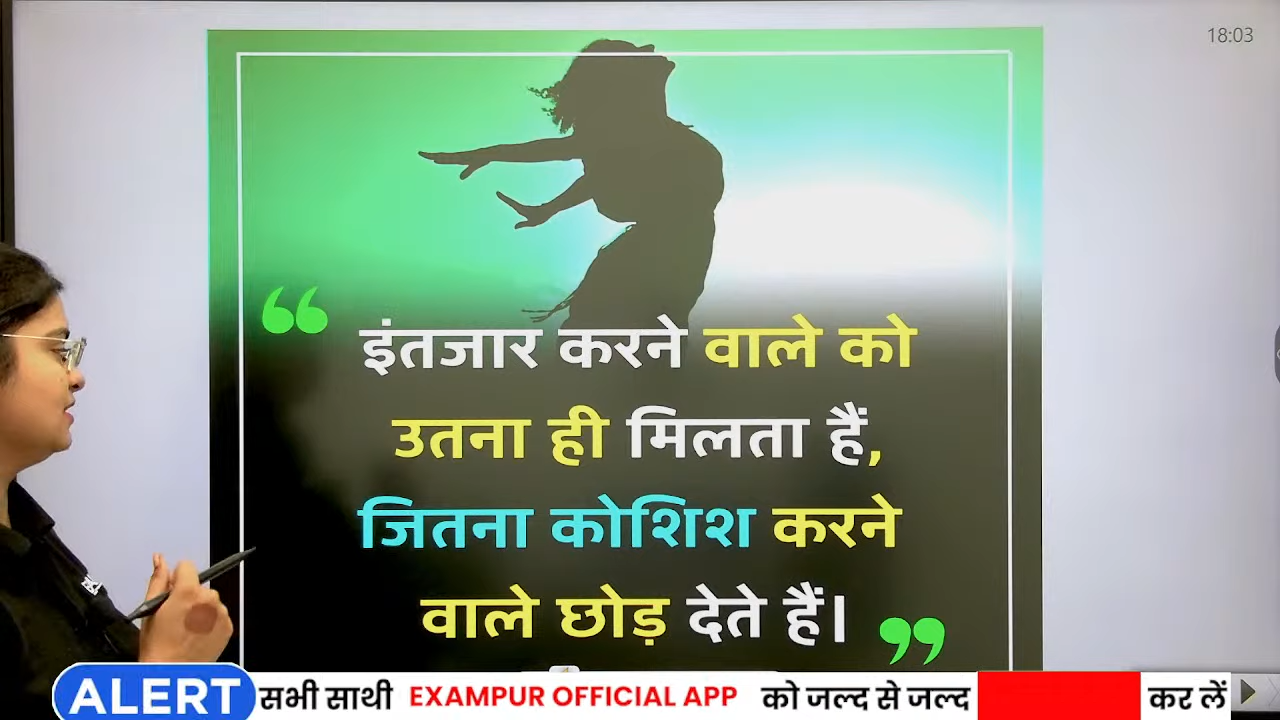 18:03
“इंतजार करने वाले को
उतना ही मिलता हैं,
जितना कोशिश करने
वाले छोड़ देते हैं।”
ALERT सभी साथी EXAMPUR OFFICIAL APP को जल्द से जल्द कर लें